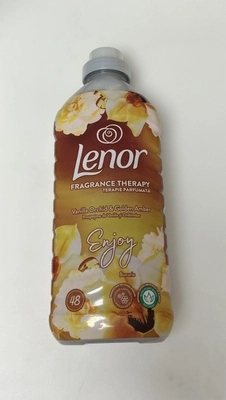 Lenor
FRAGRANCE THERAPY
TERAPIE PARFUMATĂ
Vanilla Orchid & Golden Amber
Enjoy
48